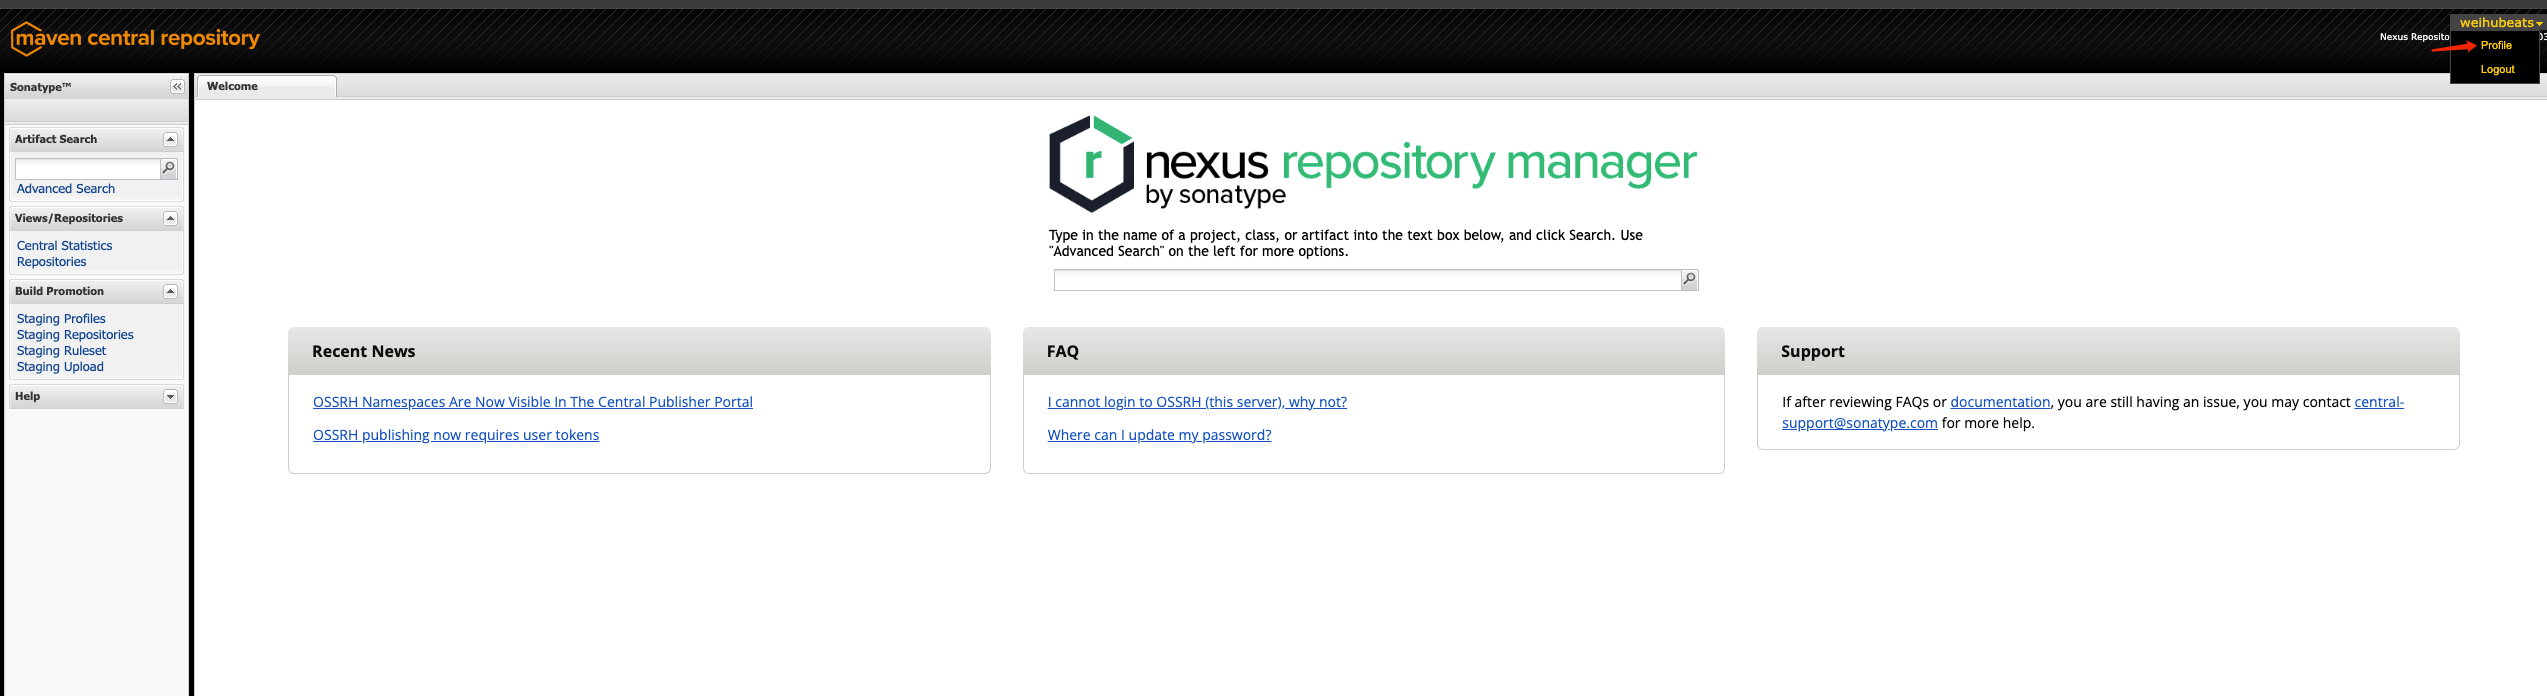 maven central repository
weihubeats
Nexus Reposito
03
Profile
Logout
Sonatype™
Welcome
Artifact Search
Advanced Search
Views/Repositories
Central Statistics
Repositories
Build Promotion
Staging Profiles
Staging Repositories
Staging Ruleset
Staging Upload
Help
r
nexus repository manager
by sonatype
Type in the name of a project, class, or artifact into the text box below, and click Search. Use
"Advanced Search" on the left for more options.
Recent News
OSSRH Namespaces Are Now Visible In The Central Publisher Portal
OSSRH publishing now requires user tokens
FAQ
I cannot login to OSSRH (this server), why not?
Where can I update my password?
Support
If after reviewing FAQs or documentation, you are still having an issue, you may contact central-
support@sonatype.com for more help.